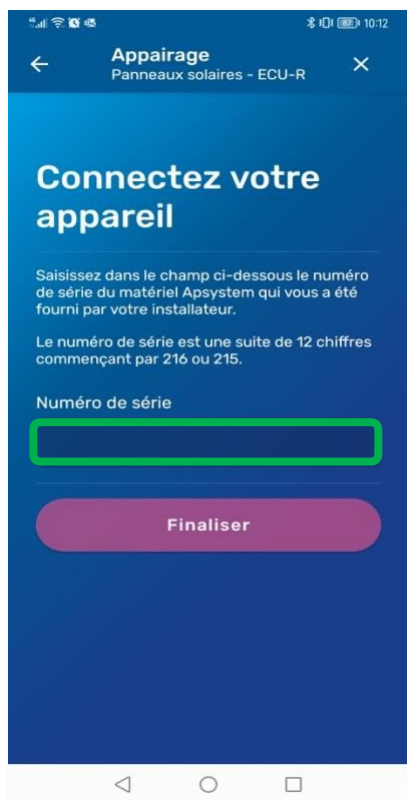 10:12
Appairage
Panneaux solaires - ECU-R
Connectez votre
appareil
Saisissez dans le champ ci-dessous le numéro
de série du matériel Apsystem qui vous a été
fourni par votre installateur.
Le numéro de série est une suite de 12 chiffres
commençant par 216 ou 215.
Numéro de série
Finaliser